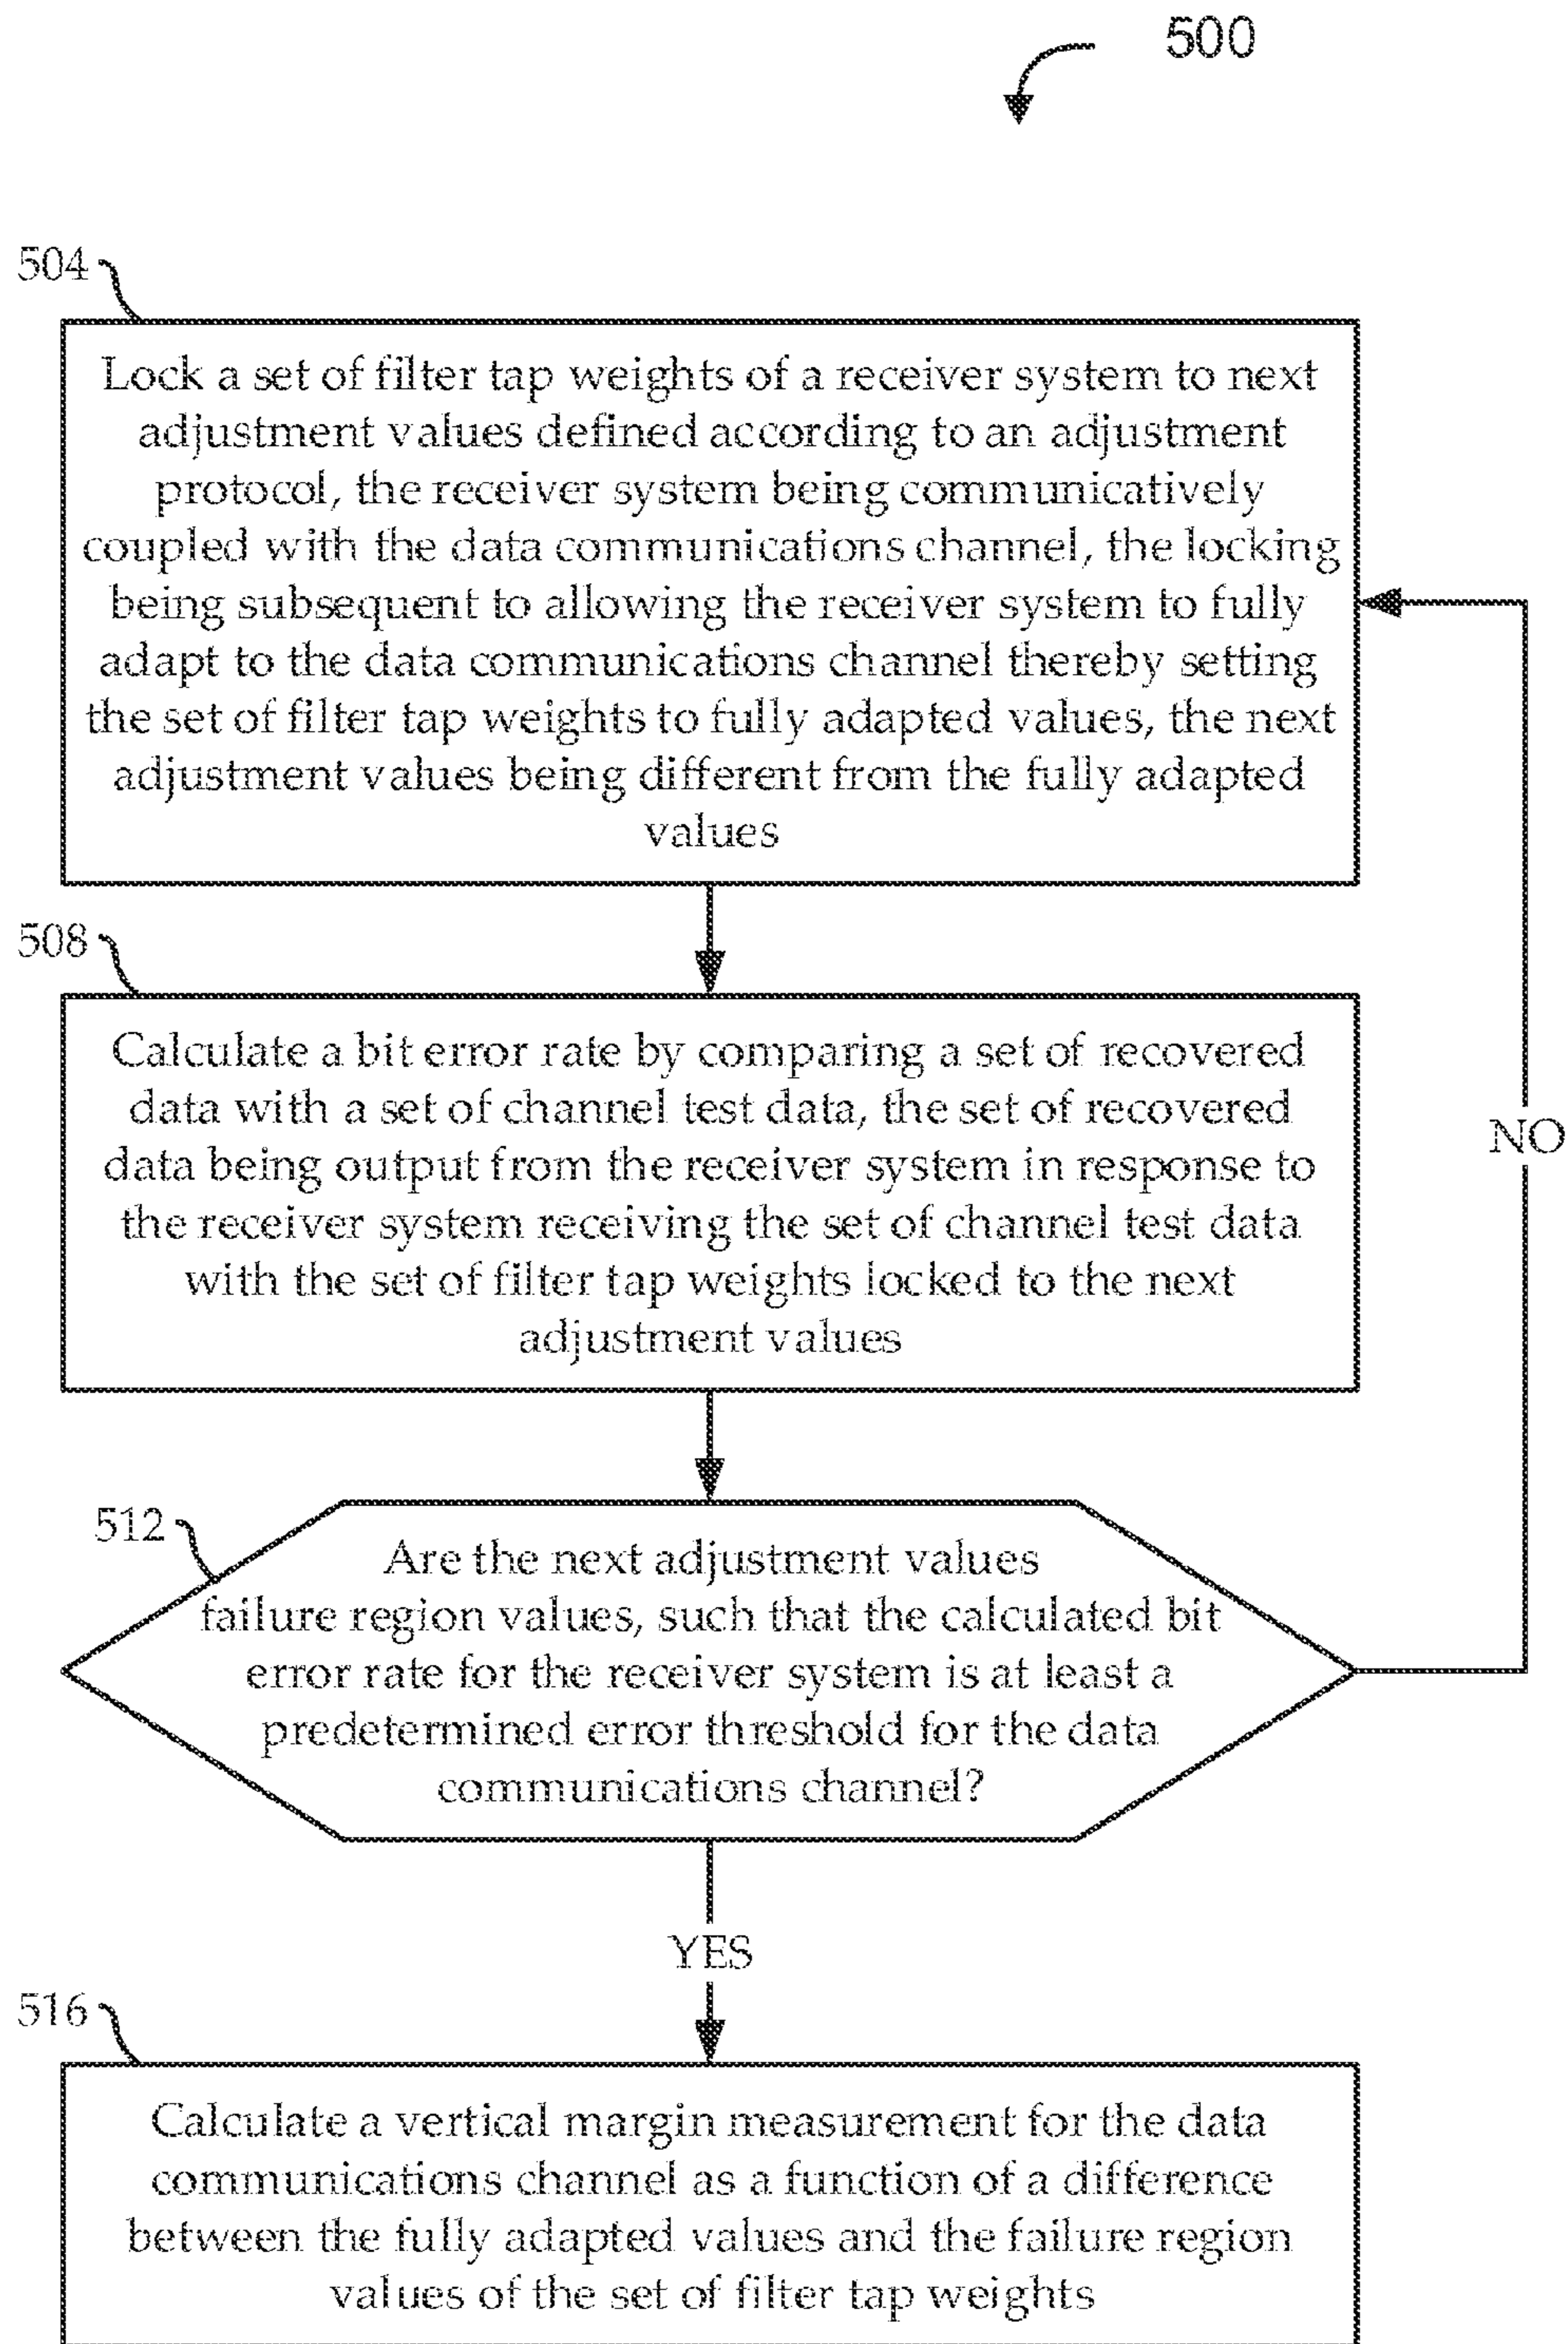 500
504
Lock a set of filter tap weights of a receiver system to next
adjustment values defined according to an adjustment
protocol, the receiver system being communicatively
coupled with the data communications channel, the locking
being subsequent to allowing the receiver system to fully
adapt to the data communications channel thereby setting
the set of filter tap weights to fully adapted values, the next
adjustment values being different from the fully adapted
values
508
Calculate a bit error rate by comparing a set of recovered
data with a set of channel test data, the set of recovered
data being output from the receiver system in response to
the receiver system receiving the set of channel test data
with the set of filter tap weights locked to the next
adjustment values
NO
512
Are the next adjustment values
failure region values, such that the calculated bit
error rate for the receiver system is at least a
predetermined error threshold for the data
communications channel?
YES
516
Calculate a vertical margin measurement for the data
communications channel as a function of a difference
between the fully adapted values and the failure region
values of the set of filter tap weights